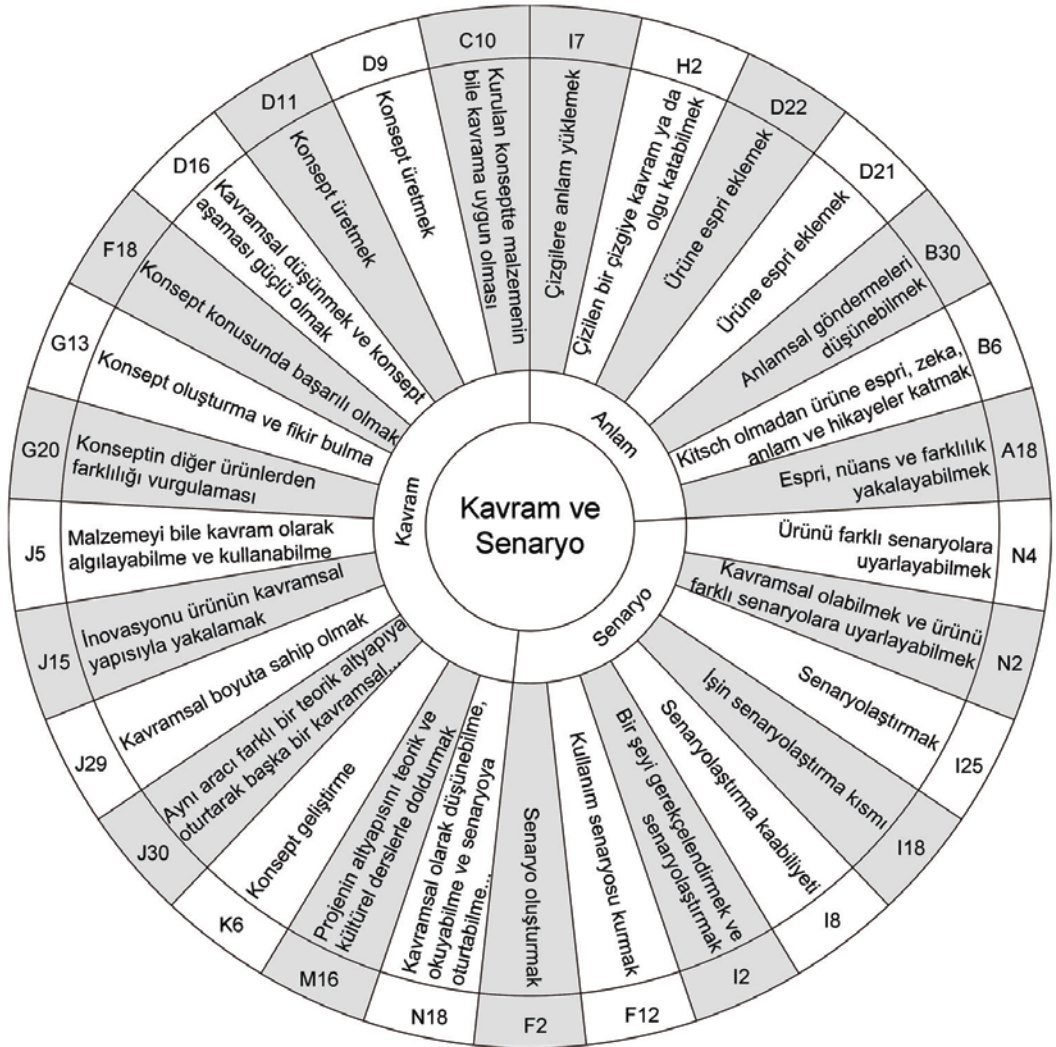 Kavram ve
Senaryo
Anlam
I7
Çizgilere anlam yüklemek
H2
Çizilen bir çizgiye kavram ya da
olgu katabilmek
D22
Ürüne espri eklemek
D21
Ürüne espri eklemek
B30
Anlamsal göndermeleri
düşünebilmek
B6
Kitsch olmadan ürüne espri, zeka,
anlam ve hikayeler katmak
A18
Espri, nüans ve farklılık
yakalayabilmek
Senaryo
N4
Ürünü farklı senaryolara
uyarlayabilmek
N2
Kavramsal olabilmek ve ürünü
farklı senaryolara uyarlayabilmek
I25
Senaryolaştırmak
I18
İşin senaryolaştırma kısmı
I8
Senaryolaştırma kaabiliyeti
I2
Bir şeyi gerekçelendirmek ve
senaryolaştırmak
F12
Kullanım senaryosu kurmak
F2
Senaryo oluşturmak
Kavram
N18
Kavramsal olarak düşünebilme,
okuyabilme ve senaryoya
oturtabilme...
M16
Projenin altyapısını teorik ve
kültürel derslerle doldurmak
K6
Konsept geliştirme
J30
Aynı aracı farklı bir teorik altyapıya
oturtarak başka bir kavramsal...
J29
Kavramsal boyuta sahip olmak
J15
İnovasyonu ürünün kavramsal
yapısıyla yakalamak
J5
Malzemeyi bile kavram olarak
algılayabilme ve kullanabilme
G20
Konseptin diğer ürünlerden
farklılığı vurgulaması
G13
Konsept oluşturma ve fikir bulma
F18
Konsept konusunda başarılı olmak
D16
Kavramsal düşünmek ve konsept
aşaması güçlü olmak
D11
Konsept üretmek
D9
Konsept üretmek
C10
Kurulan konseptte malzemenin
bile kavrama uygun olması